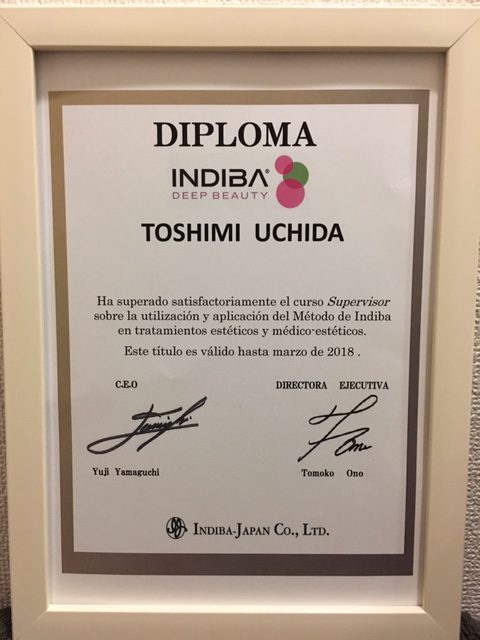 DIPLOMA
INDIBA®
DEEP BEAUTY
TOSHIMI UCHIDA
Ha superado satisfactoriamente el curso Supervisor
sobre la utilización y aplicación del Método de Indiba
en tratamientos estéticos y médico-estéticos.
Este título es válido hasta marzo de 2018 .
C.E.O DIRECTORA EJECUTIVA
Yuji Yamaguchi Tomoko Ono
INDIBA-JAPAN CO., LTD.